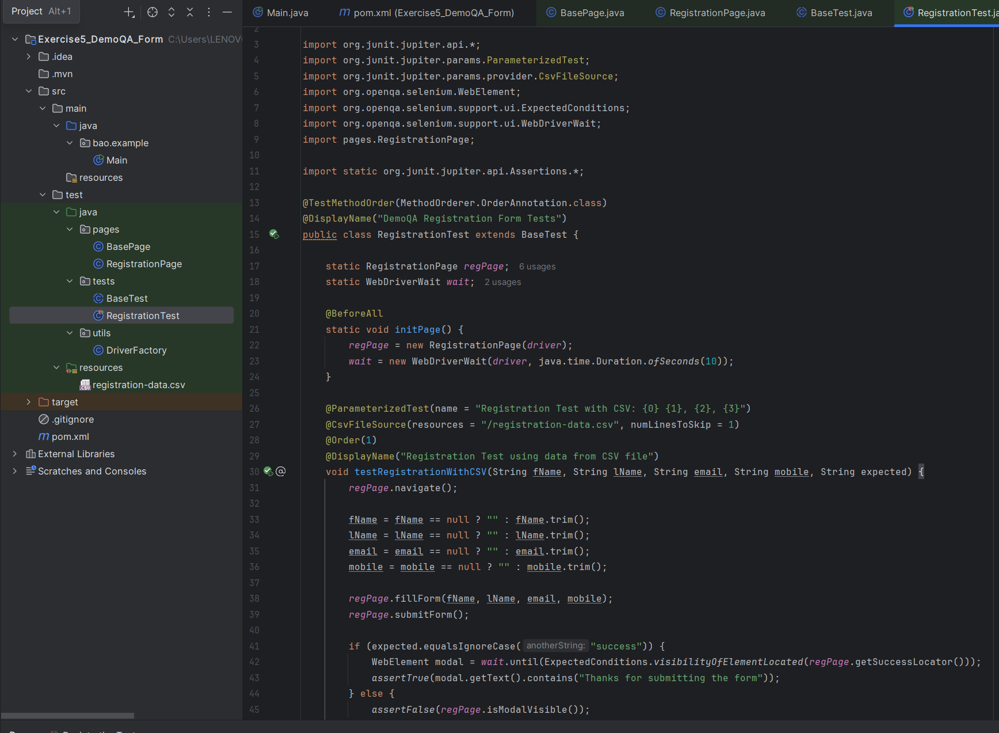 Project Alt+1
Exercise5_DemoQA_Form C:\Users\LENOV
.idea
.mvn
src
main
java
bao.example
Main
resources
test
java
pages
BasePage
RegistrationPage
tests
BaseTest
RegistrationTest
utils
DriverFactory
resources
registration-data.csv
target
.gitignore
pom.xml
External Libraries
Scratches and Consoles
Main.java pom.xml (Exercise5_DemoQA_Form) BasePage.java RegistrationPage.java BaseTest.java RegistrationTest.ja
2
3 import org.junit.jupiter.api.*;
4 import org.junit.jupiter.params.ParameterizedTest;
5 import org.junit.jupiter.params.provider.CsvFileSource;
6 import org.openqa.selenium.WebElement;
7 import org.openqa.selenium.support.ui.ExpectedConditions;
8 import org.openqa.selenium.support.ui.WebDriverWait;
9 import pages.RegistrationPage;
10
11 import static org.junit.jupiter.api.Assertions.*;
12
13 @TestMethodOrder(MethodOrderer.OrderAnnotation.class)
14 @DisplayName("DemoQA Registration Form Tests")
15 public class RegistrationTest extends BaseTest {
16
17 static RegistrationPage regPage; 6 usages
18 static WebDriverWait wait; 2 usages
19
20 @BeforeAll
21 static void initPage() {
22 regPage = new RegistrationPage(driver);
23 wait = new WebDriverWait(driver, java.time.Duration.ofSeconds(10));
24 }
25
26 @ParameterizedTest(name = "Registration Test with CSV: {0} {1}, {2}, {3}")
27 @CsvFileSource(resources = "/registration-data.csv", numLinesToSkip = 1)
28 @Order(1)
29 @DisplayName("Registration Test using data from CSV file")
30 void testRegistrationWithCSV(String fName, String lName, String email, String mobile, String expected) {
31 regPage.navigate();
32
33 fName = fName == null ? "" : fName.trim();
34 lName = lName == null ? "" : lName.trim();
35 email = email == null ? "" : email.trim();
36 mobile = mobile == null ? "" : mobile.trim();
37
38 regPage.fillForm(fName, lName, email, mobile);
39 regPage.submitForm();
40
41 if (expected.equalsIgnoreCase( anotherString: "success")) {
42 WebElement modal = wait.until(ExpectedConditions.visibilityOfElementLocated(regPage.getSuccessLocator()));
43 assertTrue(modal.getText().contains("Thanks for submitting the form"));
44 } else {
45 assertFalse(regPage.isModalVisible());